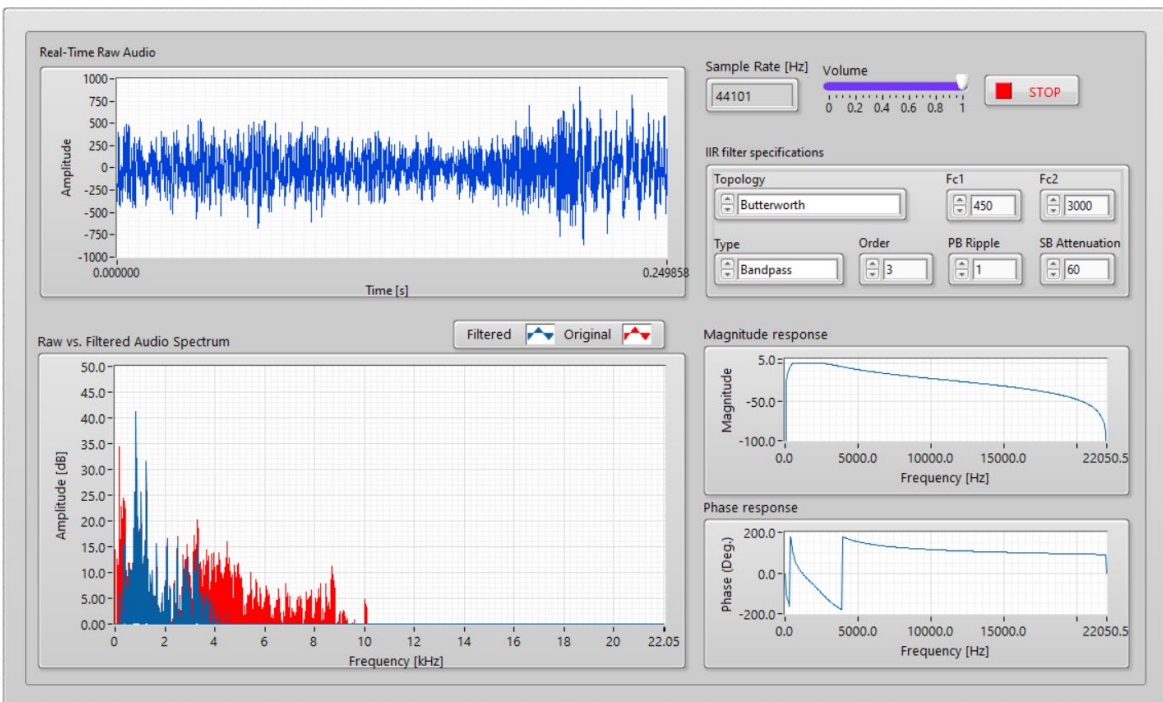 Real-Time Raw Audio
1000
750
500
250
0
-250
-500
-750
-1000
Amplitude
0.000000
0.249858
Time [s]
Sample Rate [Hz]
44101
Volume
0 0.2 0.4 0.6 0.8 1
STOP
IIR filter specifications
Topology
Butterworth
Fc1
450
Fc2
3000
Type
Bandpass
Order
3
PB Ripple
1
SB Attenuation
60
Raw vs. Filtered Audio Spectrum
Filtered
Original
50.0
45.0
40.0
35.0
30.0
25.0
20.0
15.0
10.0
5.00
0.00
Amplitude [dB]
0 2 4 6 8 10 12 14 16 18 20 22.05
Frequency [kHz]
Magnitude response
5.0
-50.0
-100.0
Magnitude
0.0 5000.0 10000.0 15000.0 22050.5
Frequency [Hz]
Phase response
200.0
0.0
-200.0
Phase (Deg.)
0.0 5000.0 10000.0 15000.0 22050.5
Frequency [Hz]